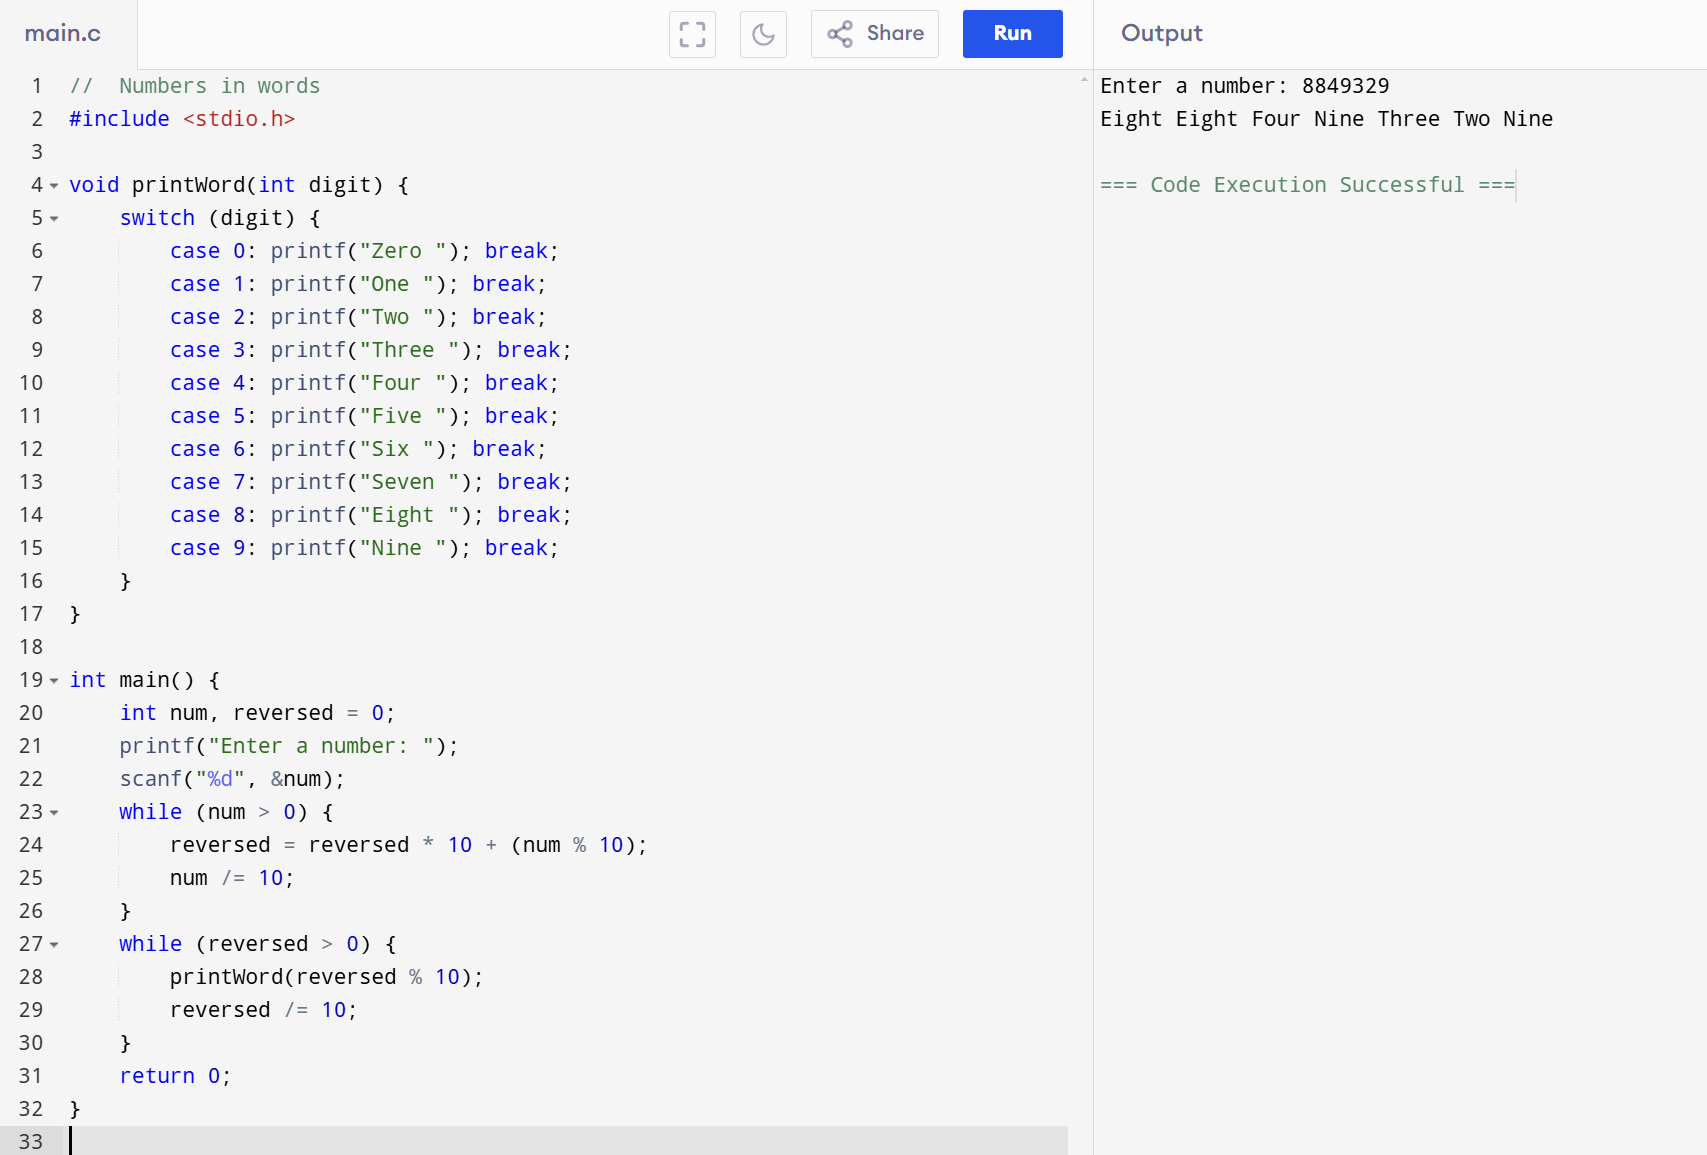 main.c
Share
Run
Output
1 //  Numbers in words
2 #include <stdio.h>
3
4 void printWord(int digit) {
5     switch (digit) {
6         case 0: printf("Zero "); break;
7         case 1: printf("One "); break;
8         case 2: printf("Two "); break;
9         case 3: printf("Three "); break;
10         case 4: printf("Four "); break;
11         case 5: printf("Five "); break;
12         case 6: printf("Six "); break;
13         case 7: printf("Seven "); break;
14         case 8: printf("Eight "); break;
15         case 9: printf("Nine "); break;
16     }
17 }
18
19 int main() {
20     int num, reversed = 0;
21     printf("Enter a number: ");
22     scanf("%d", &num);
23     while (num > 0) {
24         reversed = reversed * 10 + (num % 10);
25         num /= 10;
26     }
27     while (reversed > 0) {
28         printWord(reversed % 10);
29         reversed /= 10;
30     }
31     return 0;
32 }
33
Enter a number: 8849329
Eight Eight Four Nine Three Two Nine
=== Code Execution Successful ===